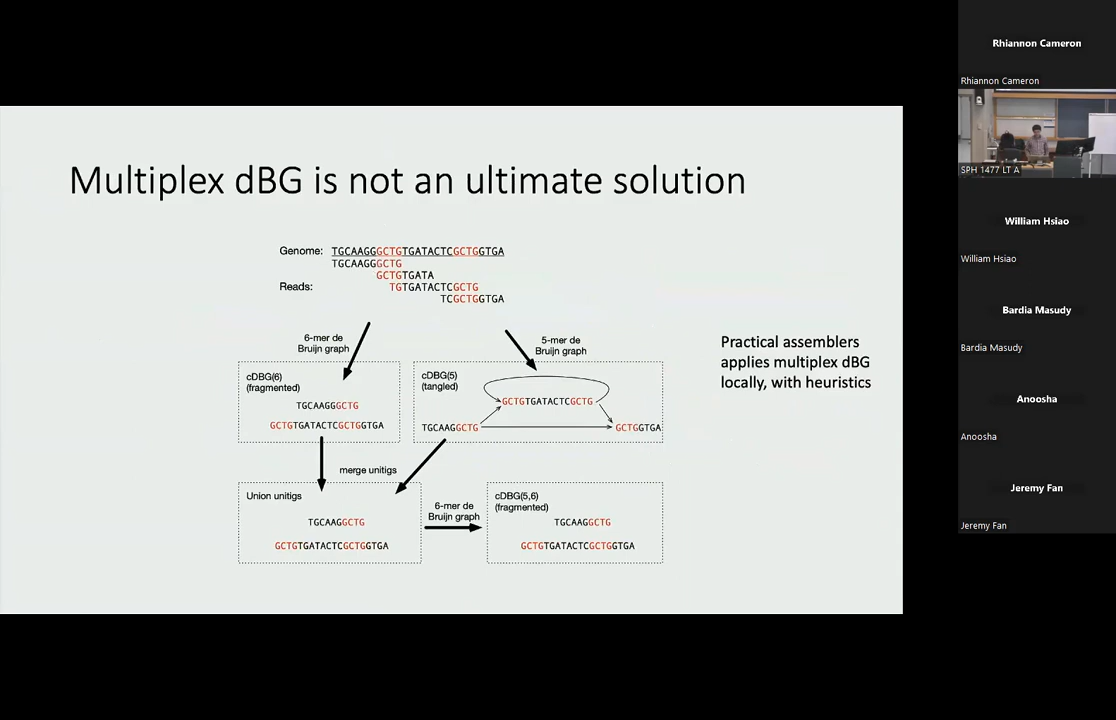 Multiplex dBG is not an ultimate solution
Genome: TGCAAGGGCTGTGATACTCGCTGGTGA
TGCAAGGGCTG
GCTGTGATA
Reads: TGTGATACTCGCTG
TCGCTGGTGA
6-mer de
Bruijn graph
5-mer de
Bruijn graph
cDBG(6)
(fragmented)
TGCAAGGGCTG
GCTGTGATACTCGCTGGTGA
cDBG(5)
(tangled)
GCTGTGATACTCGCTG
TGCAAGGCTG
GCTGGTGA
merge unitigs
Union unitigs
TGCAAGGCTG
GCTGTGATACTCGCTGGTGA
6-mer de
Bruijn graph
cDBG(5,6)
(fragmented)
TGCAAGGCTG
GCTGTGATACTCGCTGGTGA
Practical assemblers
applies multiplex dBG
locally, with heuristics
Rhiannon Cameron
Rhiannon Cameron
SPH 1477 LT A
William Hsiao
William Hsiao
Bardia Masudy
Bardia Masudy
Anoosha
Anoosha
Jeremy Fan
Jeremy Fan